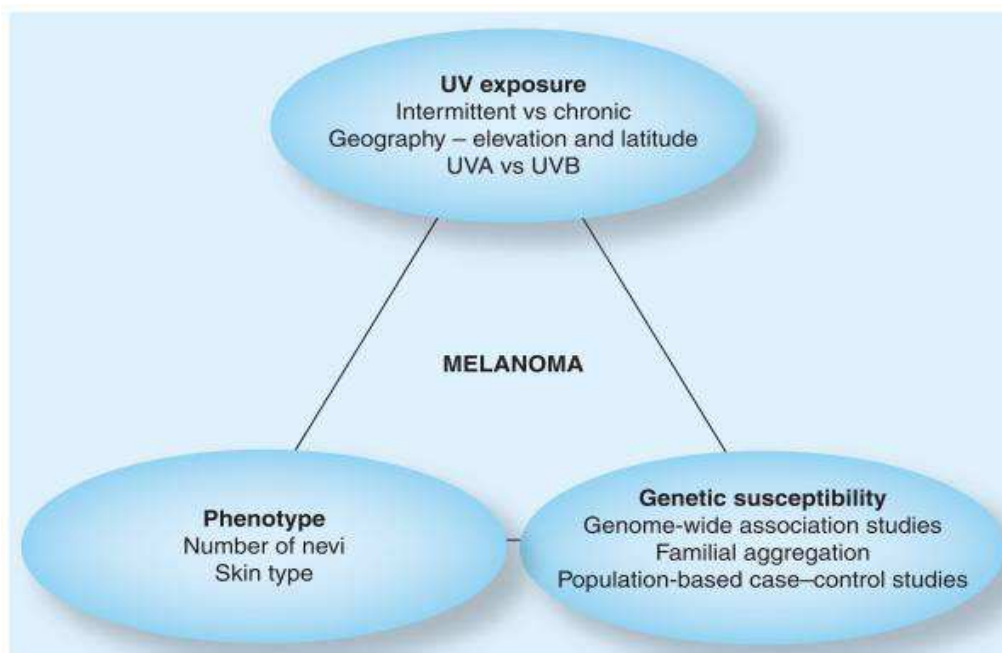 UV exposure
Intermittent vs chronic
Geography – elevation and latitude
UVA vs UVB
MELANOMA
Phenotype
Number of nevi
Skin type
Genetic susceptibility
Genome-wide association studies
Familial aggregation
Population-based case–control studies